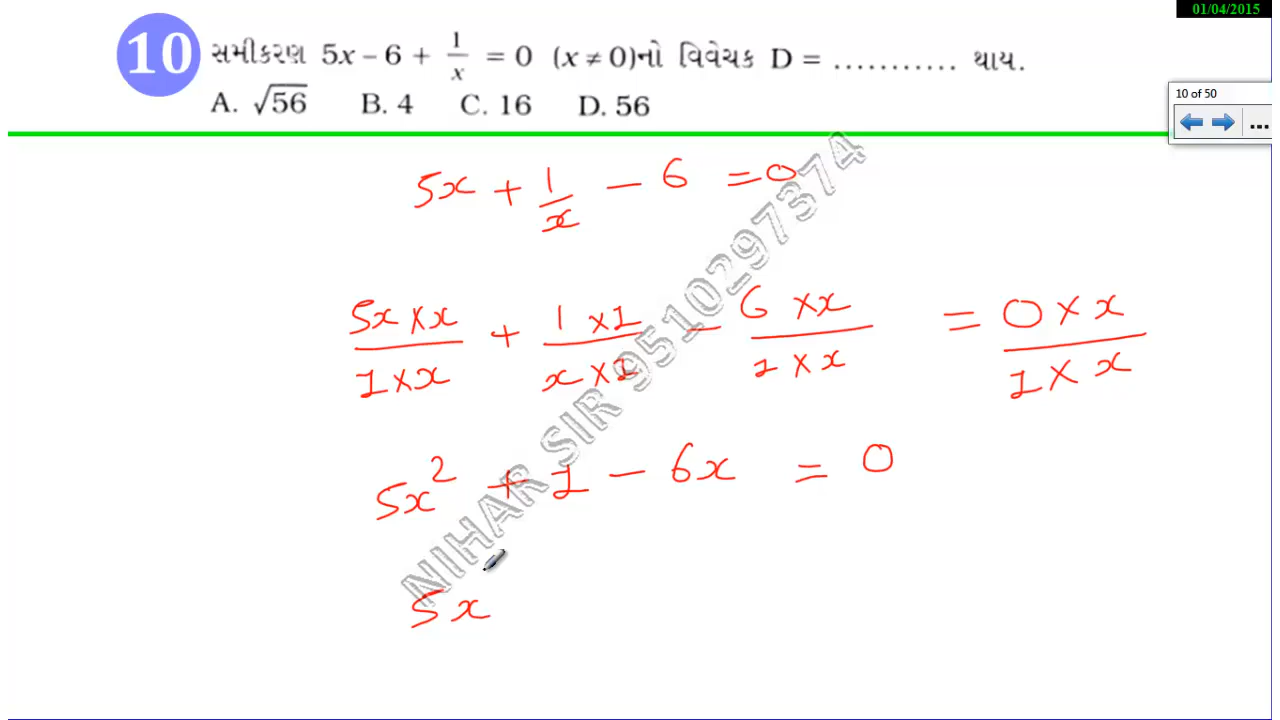 01/04/2015
10 સમીકરણ 5x – 6 + 1/x = 0 (x ≠ 0)નો વિવેચક D = ............ થાય.
A. √56 B. 4 C. 16 D. 56
10 of 50
...
5x + 1/x – 6 = 0
5x × x / 1 × x + 1 × 1 / x × 1 – 6 × x / 1 × x = 0 × x / 1 × x
5x² + 1 – 6x = 0
5x
NIHAR SIR 9510297374